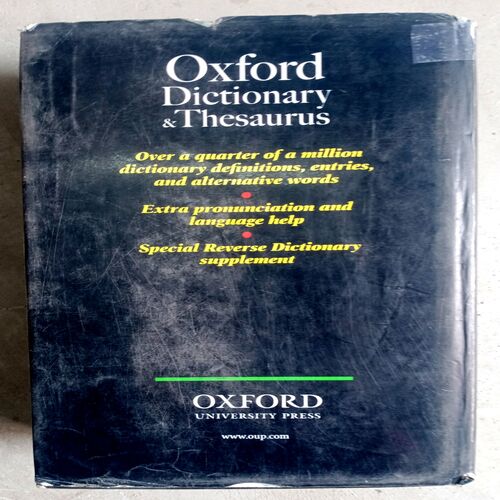 Oxford
Dictionary
& Thesaurus
Over a quarter of a million
dictionary definitions, entries,
and alternative words
Extra pronunciation and
language help
Special Reverse Dictionary
supplement
OXFORD
UNIVERSITY PRESS
www.oup.com